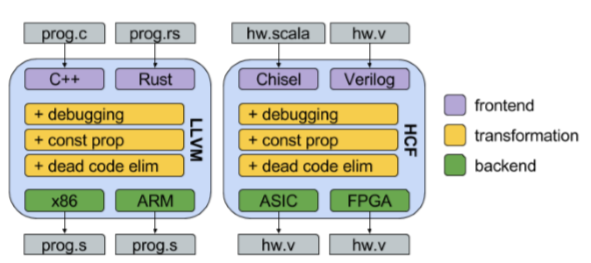 prog.c prog.rs hw.scala hw.v
C++ Rust Chisel Verilog
+ debugging + debugging
+ const prop + const prop
+ dead code elim + dead code elim
LLVM HCF
x86 ARM ASIC FPGA
prog.s prog.s hw.v hw.v
frontend
transformation
backend